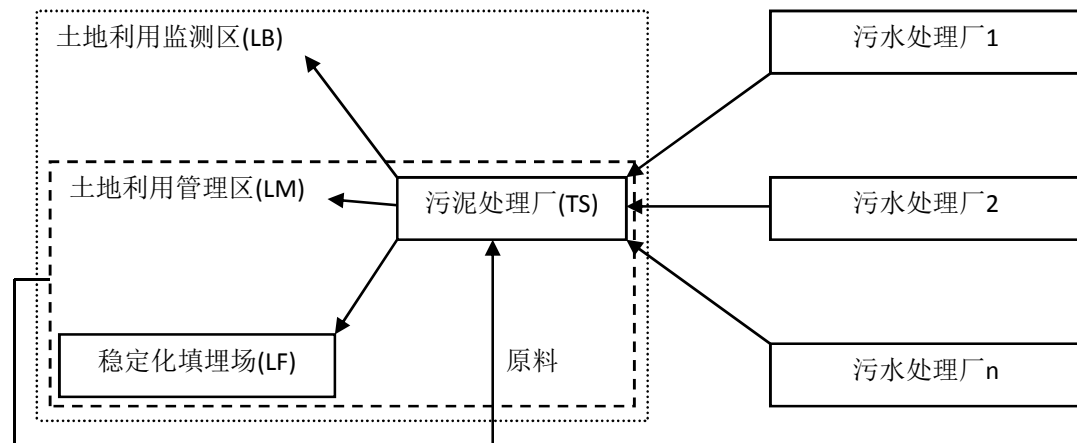 土地利用监测区(LB)
污水处理厂1
土地利用管理区(LM)
污泥处理厂(TS)
污水处理厂2
稳定化填埋场(LF)
原料
污水处理厂n